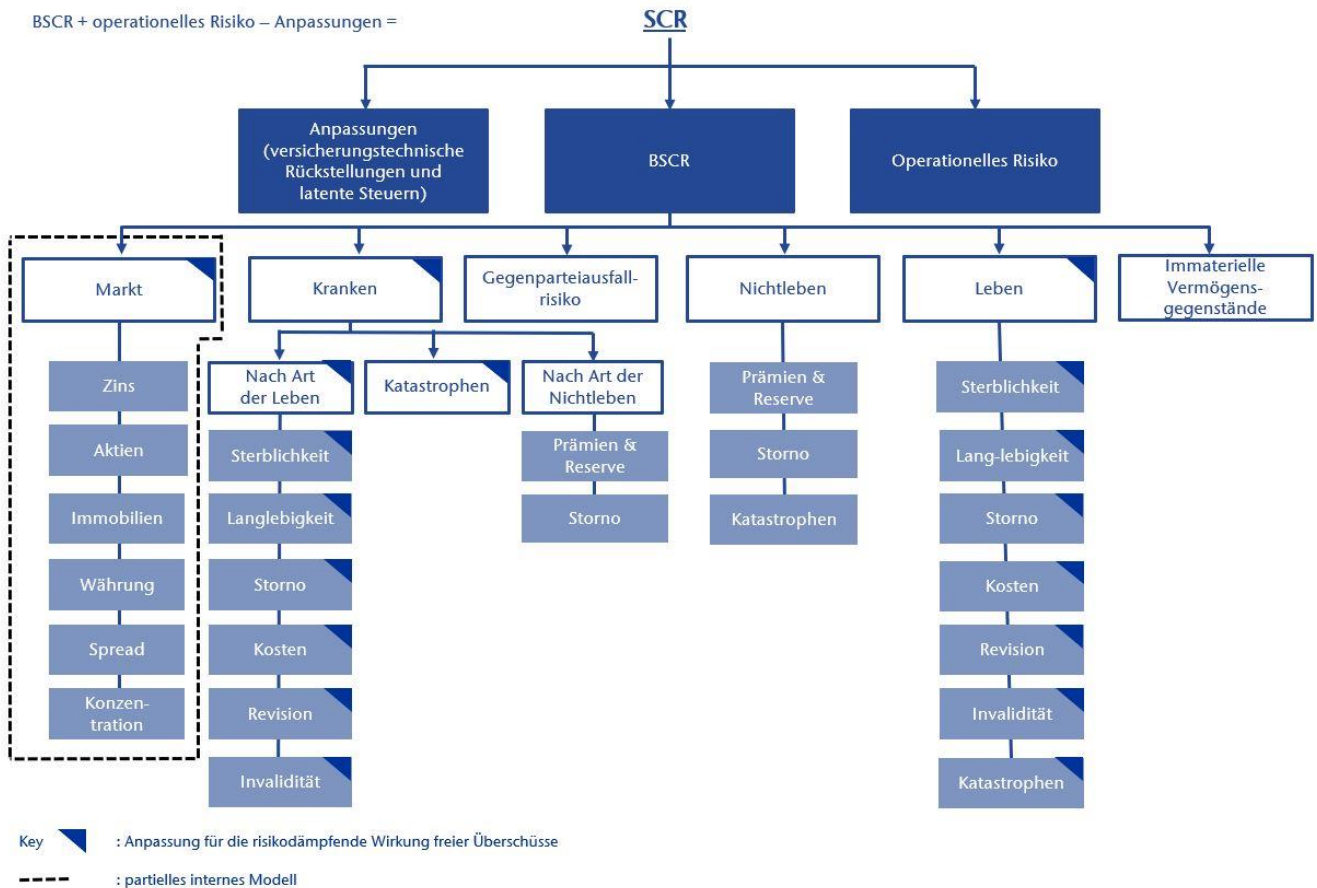 BSCR + operationelles Risiko – Anpassungen =
SCR
Anpassungen
(versicherungstechnische
Rückstellungen und
latente Steuern)
BSCR
Operationelles Risiko
Markt
Kranken
Gegenparteiausfall-
risiko
Nichtleben
Leben
Immaterielle
Vermögens-
gegenstände
Zins
Aktien
Immobilien
Währung
Spread
Konzen-
tration
Nach Art
der Leben
Sterblichkeit
Langlebigkeit
Storno
Kosten
Revision
Invalidität
Katastrophen
Nach Art der
Nichtleben
Prämien &
Reserve
Storno
Prämien &
Reserve
Storno
Katastrophen
Sterblichkeit
Lang-lebigkeit
Storno
Kosten
Revision
Invalidität
Katastrophen
Key : Anpassung für die risikodämpfende Wirkung freier Überschüsse
: partielles internes Modell